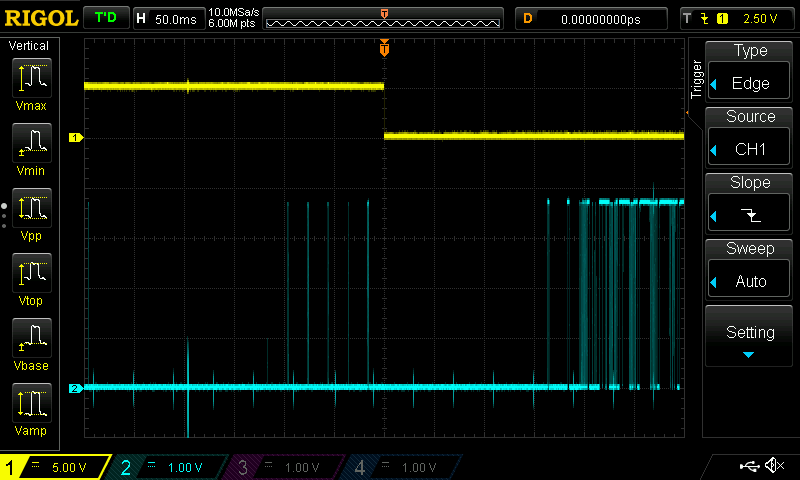 RIGOL T'D H 50.0ms 10.0MSa/s 6.00M pts T D 0.00000000ps T 1 2.50 V
Vertical
Vmax
Vmin
Vpp
Vtop
Vbase
Vamp
T
1
2
Trigger
Type
Edge
Source
CH1
Slope
Sweep
Auto
Setting
1 5.00 V 2 1.00 V 3 1.00 V 4 1.00 V